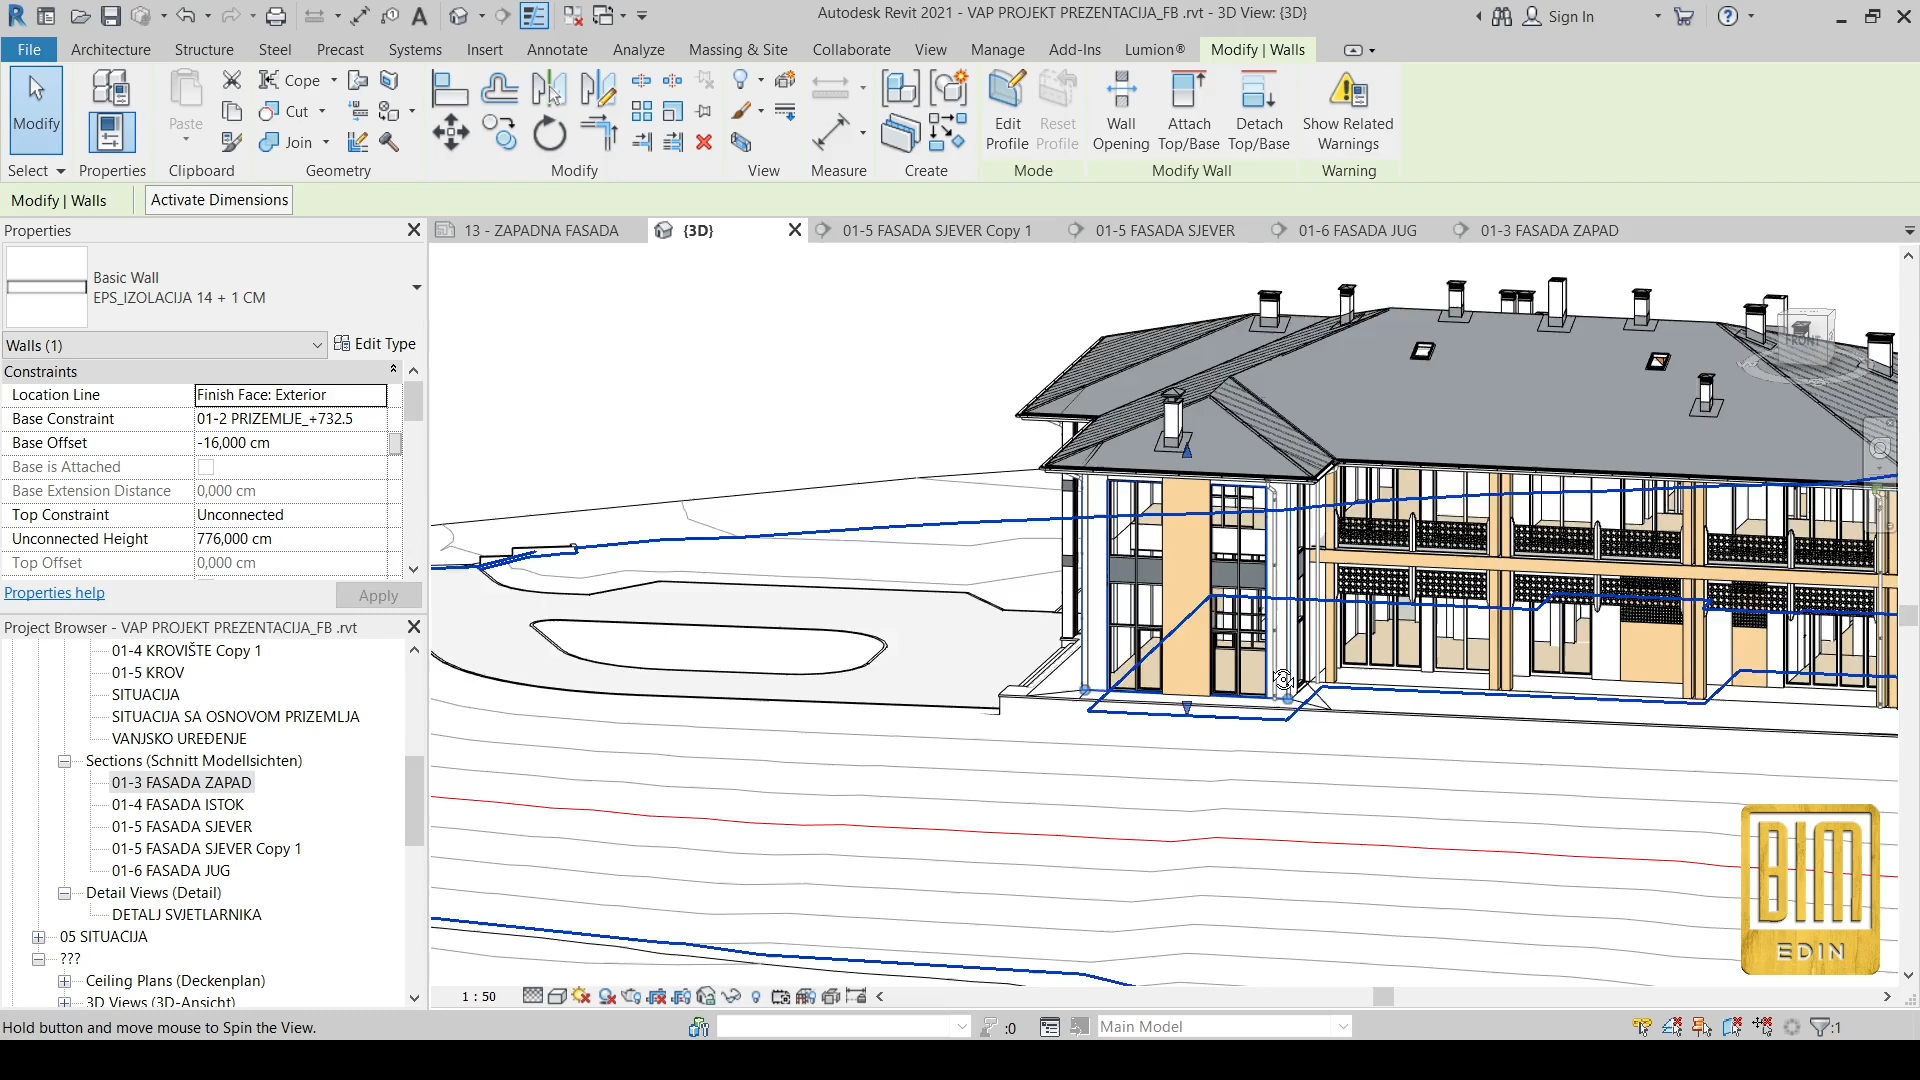 Autodesk Revit 2021 - VAP PROJEKT PREZENTACIJA_FB .rvt - 3D View: {3D}
Sign In
File Architecture Structure Steel Precast Systems Insert Annotate Analyze Massing & Site Collaborate View Manage Add-Ins Lumion® Modify | Walls
Modify
Paste
Cope
Cut
Join
Edit Profile
Reset Profile
Wall Opening
Attach Top/Base
Detach Top/Base
Show Related Warnings
Select Properties Clipboard Geometry Modify View Measure Create Mode Modify Wall Warning
Modify | Walls Activate Dimensions
Properties
13 - ZAPADNA FASADA {3D} 01-5 FASADA SJEVER Copy 1 01-5 FASADA SJEVER 01-6 FASADA JUG 01-3 FASADA ZAPAD
Basic Wall
EPS_IZOLACIJA 14 + 1 CM
Walls (1) Edit Type
Constraints
Location Line Finish Face: Exterior
Base Constraint 01-2 PRIZEMLJE_+732.5
Base Offset -16,000 cm
Base is Attached
Base Extension Distance 0,000 cm
Top Constraint Unconnected
Unconnected Height 776,000 cm
Top Offset 0,000 cm
Properties help Apply
Project Browser - VAP PROJEKT PREZENTACIJA_FB .rvt
01-4 KROVIŠTE Copy 1
01-5 KROV
SITUACIJA
SITUACIJA SA OSNOVOM PRIZEMLJA
VANJSKO UREĐENJE
Sections (Schnitt Modellsichten)
01-3 FASADA ZAPAD
01-4 FASADA ISTOK
01-5 FASADA SJEVER
01-5 FASADA SJEVER Copy 1
01-6 FASADA JUG
Detail Views (Detail)
DETALJ SVJETLARNIKA
05 SITUACIJA
???
Ceiling Plans (Deckenplan)
3D Views (3D-Ansicht)
FRONT
BIM
EDIN
1 : 50
Hold button and move mouse to Spin the View.
:0
Main Model
:1